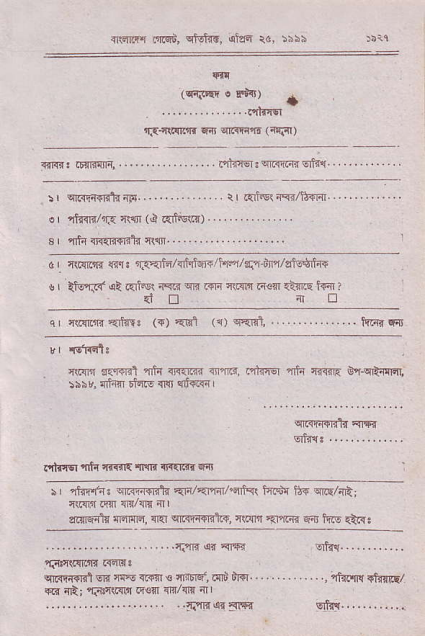 বাংলাদেশ গেজেট, অতিরিক্ত, এপ্রিল ২৫, ১৯৯৯ ১৯২৭
ফরম
(অনুচ্ছেদ ৩ দ্রষ্টব্য)
................পৌরসভা
গৃহ-সংযোগের জন্য আবেদনপত্র (নমুনা)
বরাবর ঃ চেয়ারম্যান, .................. পৌরসভা ঃ আবেদনের তারিখ...............
১। আবেদনকারীর নাম................ ২। হোল্ডিং নম্বর/ঠিকানা..............
৩। পরিবার/গৃহ সংখ্যা (ঐ হোল্ডিংয়ে) ................
৪। পানি ব্যবহারকারীর সংখ্যা......................
৫। সংযোগের ধরণ ঃ গৃহস্হালি/বাণিজ্যিক/শিল্প/গ্রুপ-ট্যাপ/প্রতিষ্ঠানিক
৬। ইতিপূর্বে এই হোল্ডিং নম্বরে আর কোন সংযোগ নেওয়া হইয়াছে কিনা ?
হাঁ □ না □
৭। সংযোগের স্হায়িত্ব ঃ (ক) স্হায়ী (খ) অস্হায়ী, ................ দিনের জন্য
৮। শর্তাবলী ঃ
সংযোগ গ্রহণকারী পানি ব্যবহারের ব্যাপারে, পৌরসভা পানি সরবরাহ উপ-আইনমালা,
১৯৯৮, মানিয়া চলিতে বাধ্য থাকিবেন।
.........................
আবেদনকারীর স্বাক্ষর
তারিখ ঃ .............
পৌরসভা পানি সরবরাহ শাখার ব্যবহারের জন্য
৯। পরিদর্শন ঃ আবেদনকারীর স্হান/স্হাপনা/প্লাম্বিং সিস্টেম ঠিক আছে/নাই;
সংযোগ দেয়া যায়/যায় না।
প্রয়োজনীয় মালামাল, যাহা আবেদনকারীকে, সংযোগ স্হাপনের জন্য দিতে হইবে ঃ
.......................সুপার এর স্বাক্ষর তারিখ.............
পুনঃসংযোগের বেলায় ঃ
আবেদনকারী তার সমস্ত বকেয়া ও সারচার্জ, মোট টাকা..............., পরিশোধ করিয়াছে/
করে নাই; পুনঃসংযোগ দেওয়া যায়/যায় না।
.........................সুপার এর স্বাক্ষর তারিখ.............